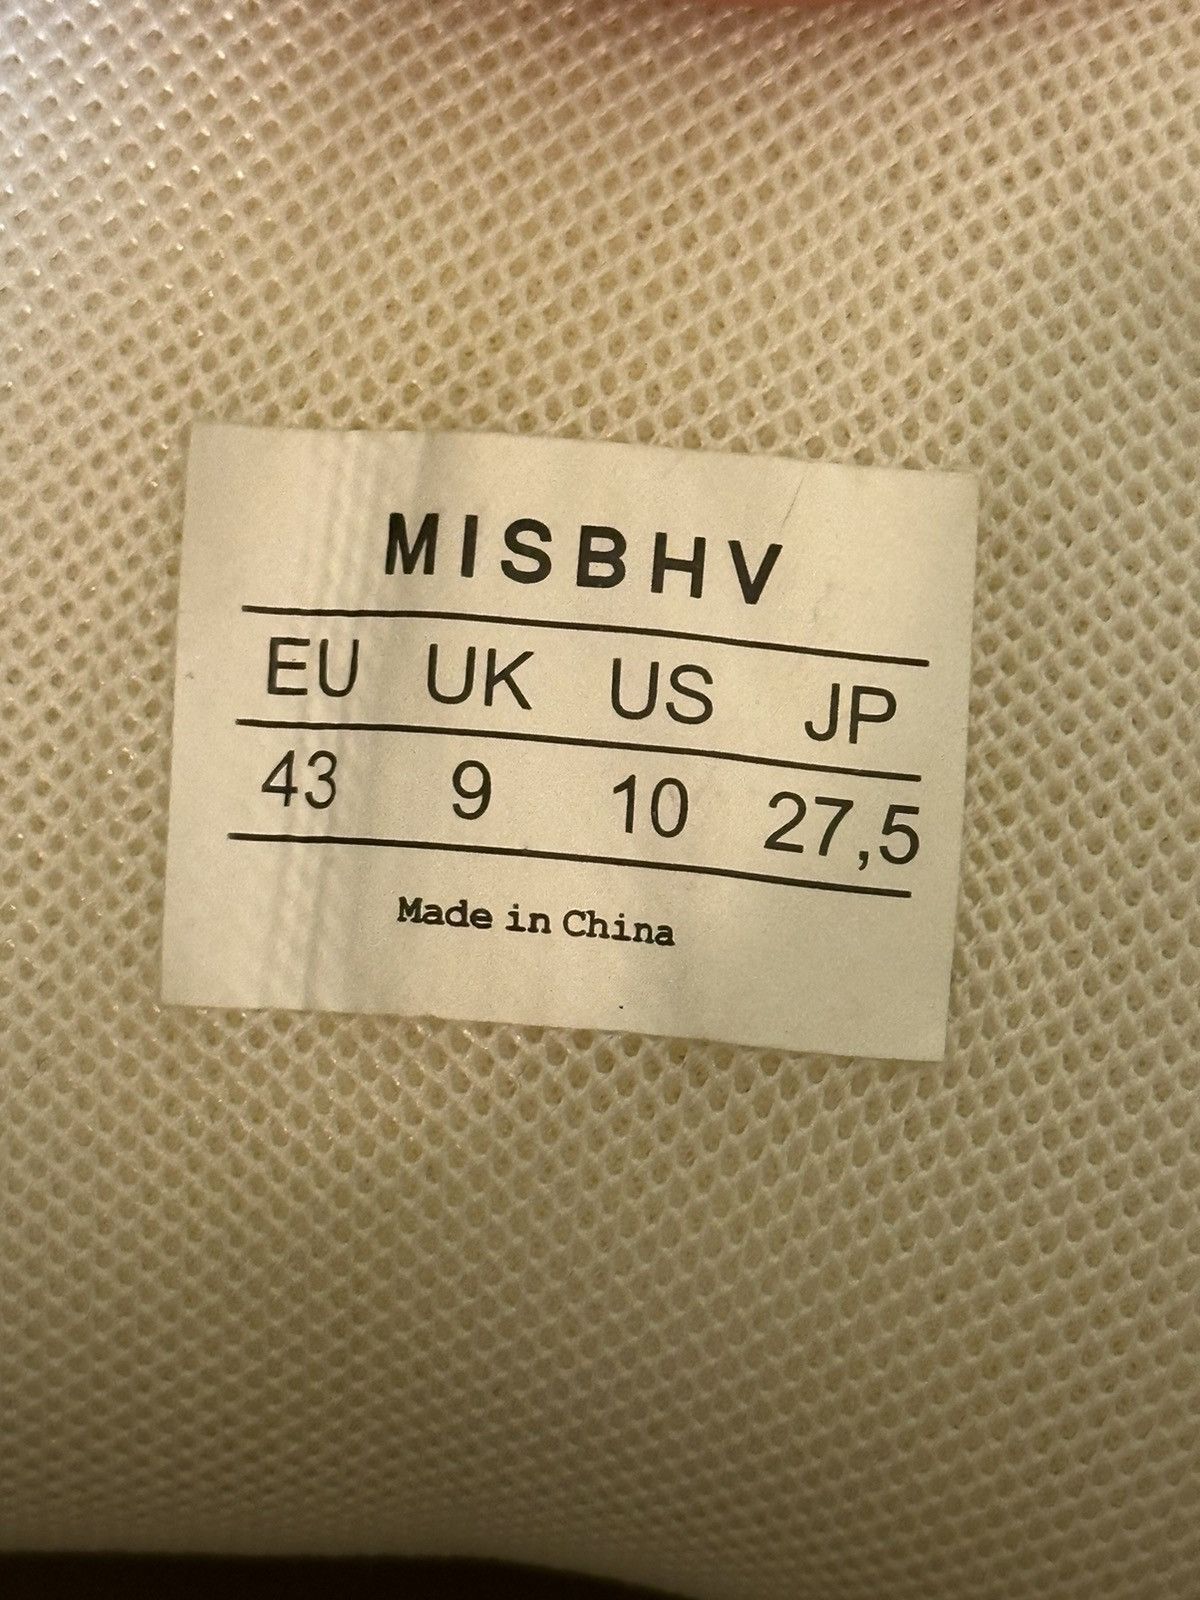 MISBHV
EU UK US JP
43 9 10 27,5
Made in China